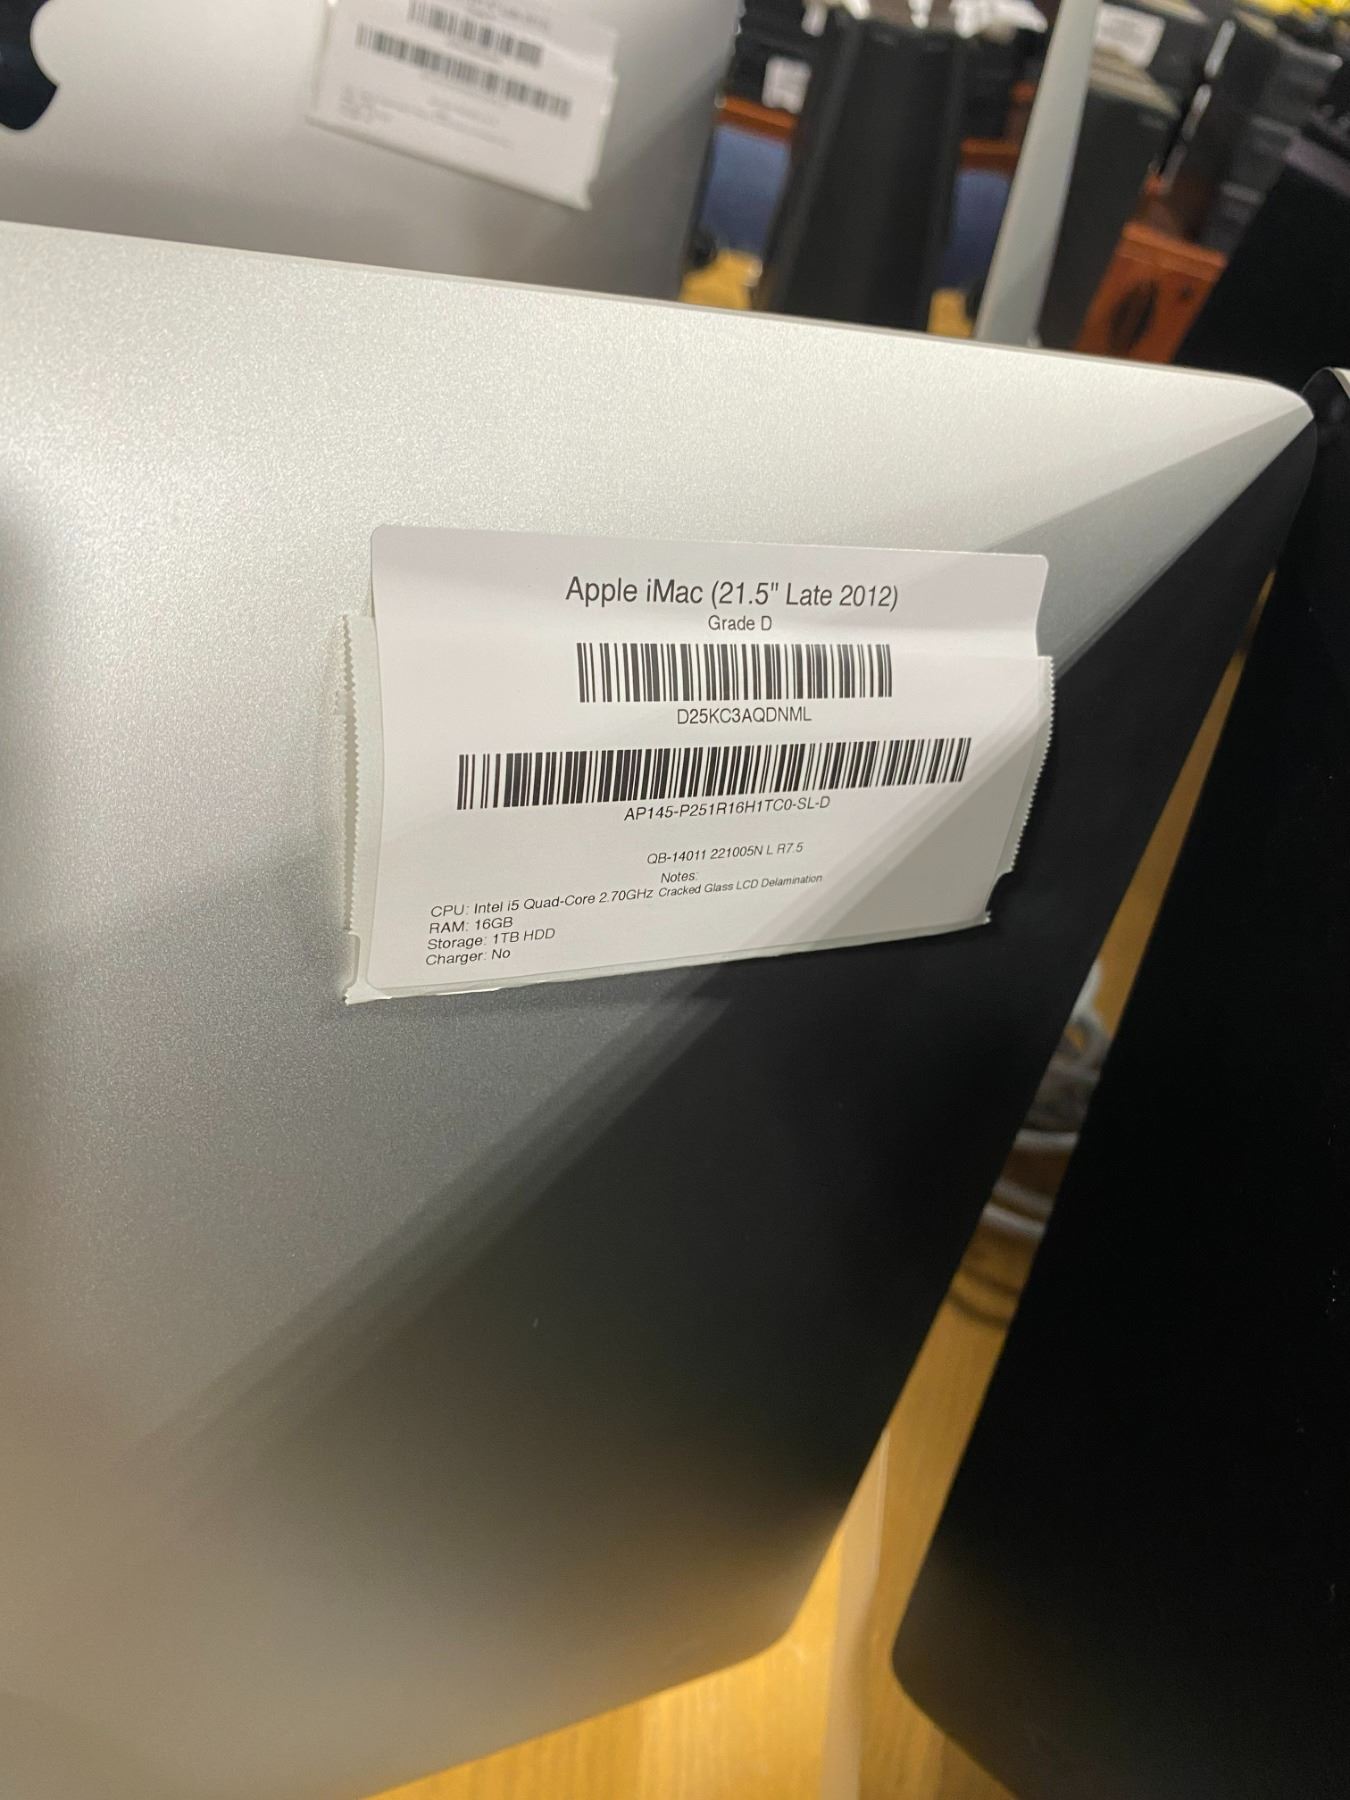 Apple iMac (21.5" Late 2012)
Grade D
D25KC3AQDNML
AP145-P251R16H1TC0-SL-D
QB-14011 221005N L R7.5
Notes:
Cracked Glass LCD Delamination
CPU: Intel i5 Quad-Core 2.70GHz
RAM: 16GB
Storage: 1TB HDD
Charger: No